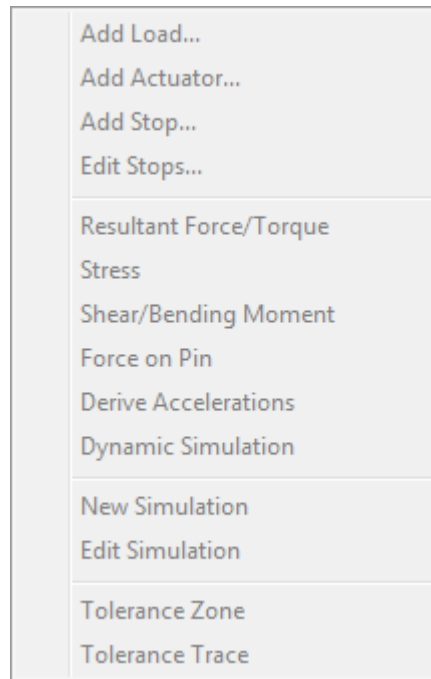 Add Load...
Add Actuator...
Add Stop...
Edit Stops...
Resultant Force/Torque
Stress
Shear/Bending Moment
Force on Pin
Derive Accelerations
Dynamic Simulation
New Simulation
Edit Simulation
Tolerance Zone
Tolerance Trace